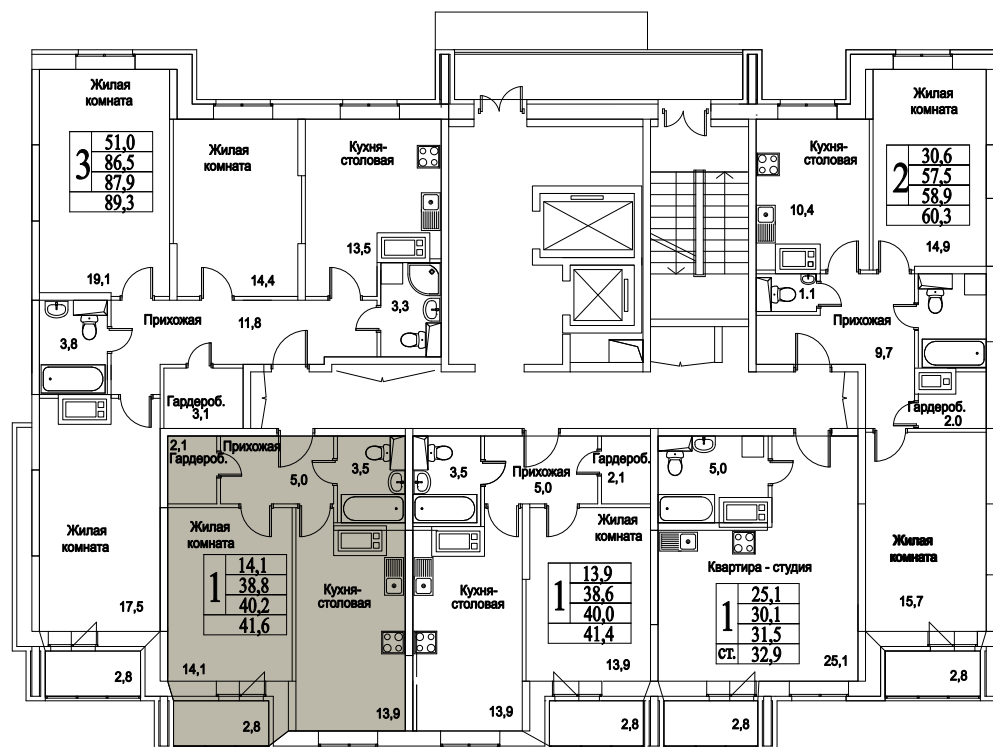 Жилая
комната
3
51,0
86,5
87,9
89,3
19,1
Жилая
комната
14,4
Кухня-
столовая
13,5
3,3
3,8
Прихожая
11,8
Гардероб.
3,1
Жилая
комната
17,5
2,8
Кухня-
столовая
10,4
Жилая
комната
2
30,6
57,5
58,9
60,3
14,9
1.1
Прихожая
9,7
Гардероб.
2.0
Жилая
комната
15,7
2,8
2,1
Гардероб.
Прихожая
5,0
3,5
Жилая
комната
1
14,1
38,8
40,2
41,6
14,1
Кухня-
столовая
13,9
2,8
3,5
Прихожая
5,0
Гардероб.
2,1
Кухня-
столовая
13,9
Жилая
комната
1
13,9
38,6
40,0
41,4
13,9
2,8
5,0
Квартира - студия
1
ст.
25,1
30,1
31,5
32,9
25,1
2,8